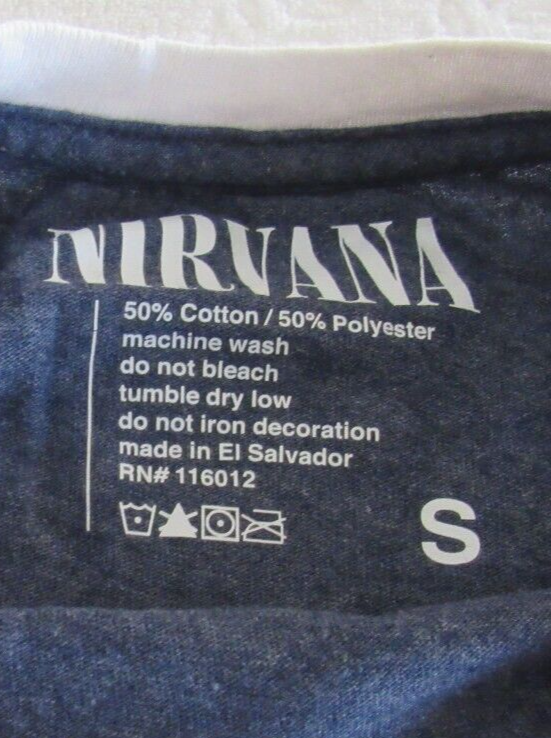 NIRVANA
50% Cotton / 50% Polyester
machine wash
do not bleach
tumble dry low
do not iron decoration
made in El Salvador
RN# 116012
S